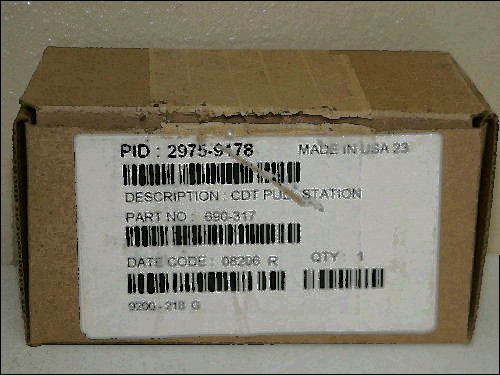 PID : 2975-9178 MADE IN USA 23
DESCRIPTION : CDT PULL STATION
PART NO : 690-317
DATE CODE : 08206 R QTY : 1
9200-218 G